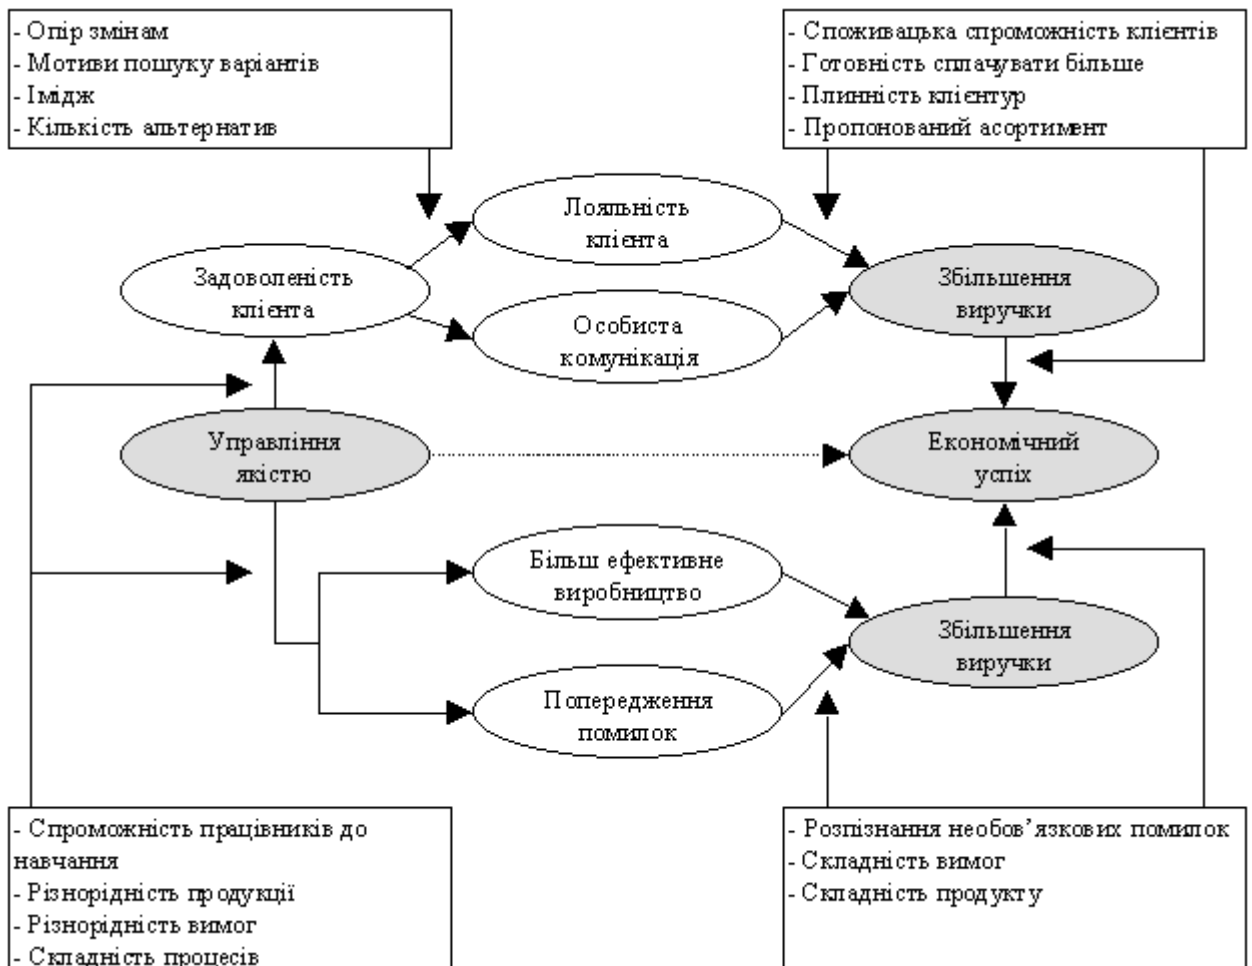 - Опір змінам
- Мотиви пошуку варіантів
- Імідж
- Кількість альтернатив
- Споживацька спроможність клієнтів
- Готовність сплачувати більше
- Плинність клієнтур
- Пропонований асортимент
Лояльність
клієнта
Задоволеність
клієнта
Збільшення
виручки
Особиста
комунікація
Управління
якістю
Економічний
успіх
Більш ефективне
виробництво
Збільшення
виручки
Попередження
помилок
- Спроможність працівників до
навчання
- Різнорідність продукції
- Різнорідність вимог
- Складність процесів
- Розпізнання необов’язкових помилок
- Складність вимог
- Складність продукту